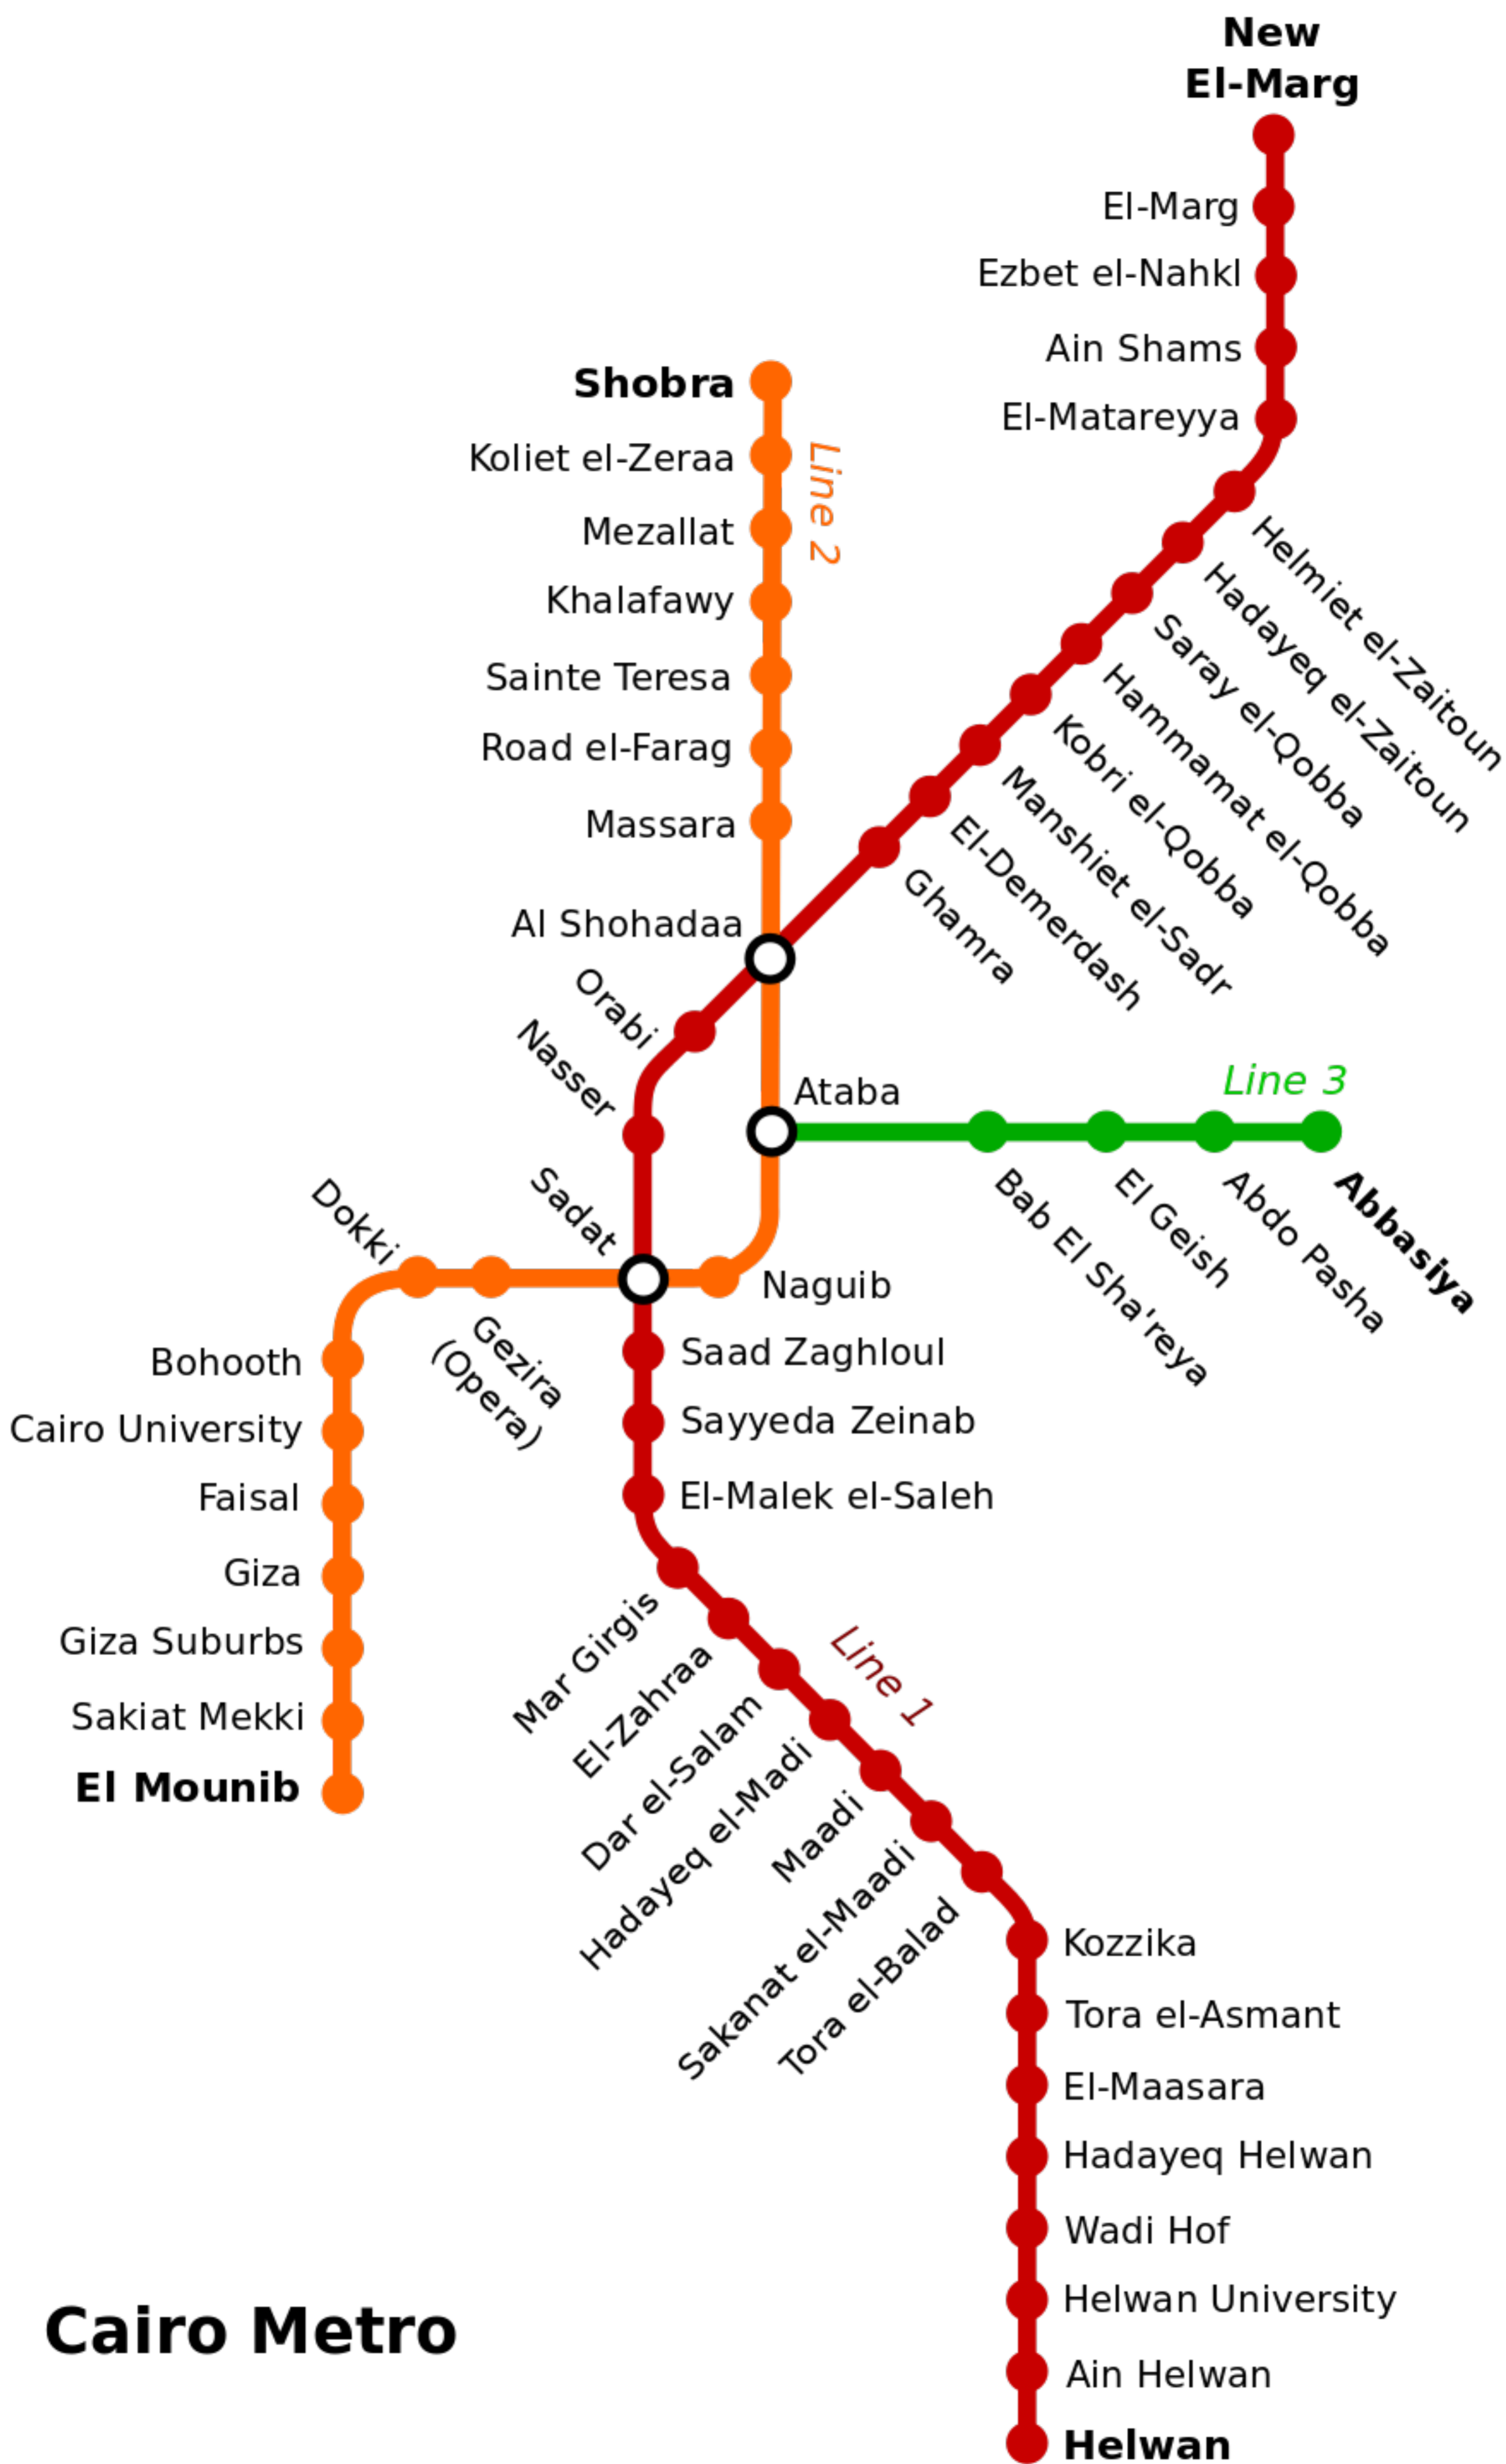 New
El-Marg
El-Marg
Ezbet el-Nahkl
Ain Shams
El-Matareyya
Helmiet el-Zaitoun
Hadayeq el-Zaitoun
Saray el-Qobba
Hammamat el-Qobba
Kobri el-Qobba
Manshiet el-Sadr
El-Demerdash
Ghamra
Shobra
Koliet el-Zeraa
Line 2
Mezallat
Khalafawy
Sainte Teresa
Road el-Farag
Massara
Al Shohadaa
Orabi
Nasser
Ataba
Line 3
Bab El Sha'reya
El Geish
Abdo Pasha
Abbasiya
Sadat
Naguib
Dokki
Gezira
(Opera)
Bohooth
Cairo University
Faisal
Giza
Giza Suburbs
Sakiat Mekki
El Mounib
Saad Zaghloul
Sayyeda Zeinab
El-Malek el-Saleh
Mar Girgis
El-Zahraa
Dar el-Salam
Line 1
Hadayeq el-Madi
Maadi
Sakanat el-Maadi
Tora el-Balad
Kozzika
Tora el-Asmant
El-Maasara
Hadayeq Helwan
Wadi Hof
Helwan University
Ain Helwan
Helwan
Cairo Metro